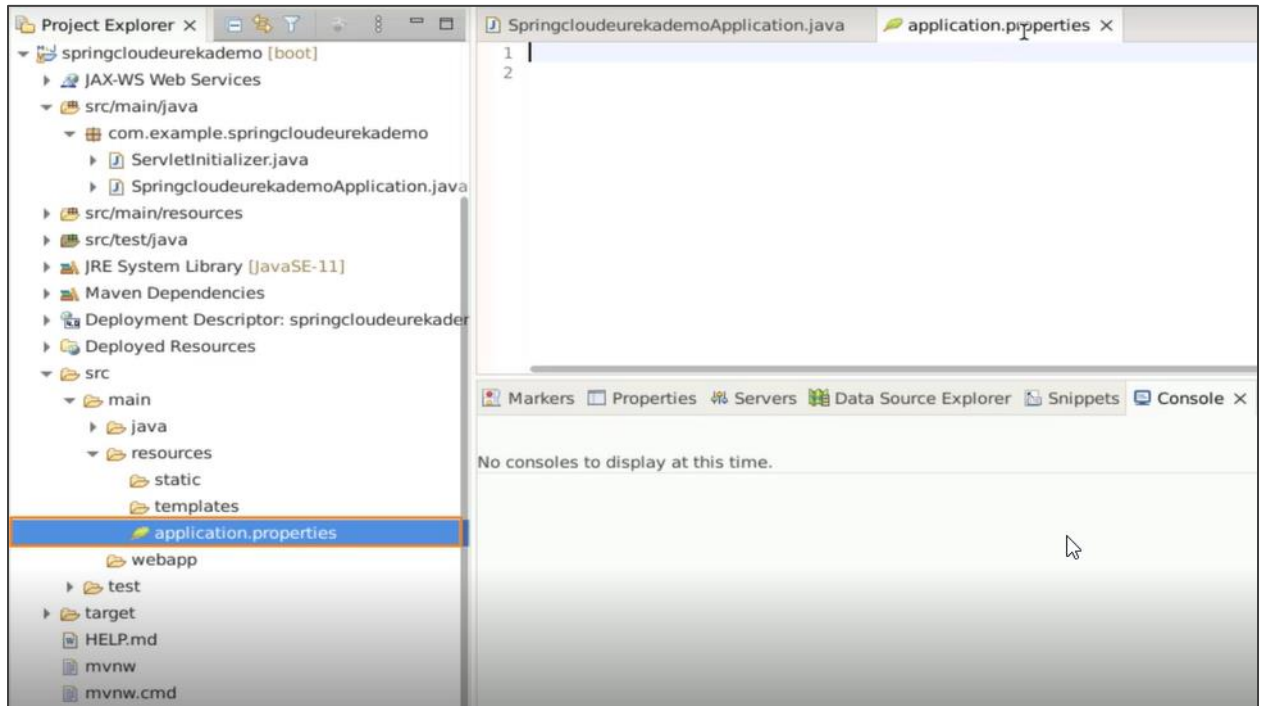 Project Explorer
springcloudeurekademo [boot]
JAX-WS Web Services
src/main/java
com.example.springcloudeurekademo
ServletInitializer.java
SpringcloudeurekademoApplication.java
src/main/resources
src/test/java
JRE System Library [JavaSE-11]
Maven Dependencies
Deployment Descriptor: springcloudeurekader
Deployed Resources
src
main
java
resources
static
templates
application.properties
webapp
test
target
HELP.md
mvnw
mvnw.cmd
SpringcloudeurekademoApplication.java application.properties
1
2
Markers Properties Servers Data Source Explorer Snippets Console
No consoles to display at this time.